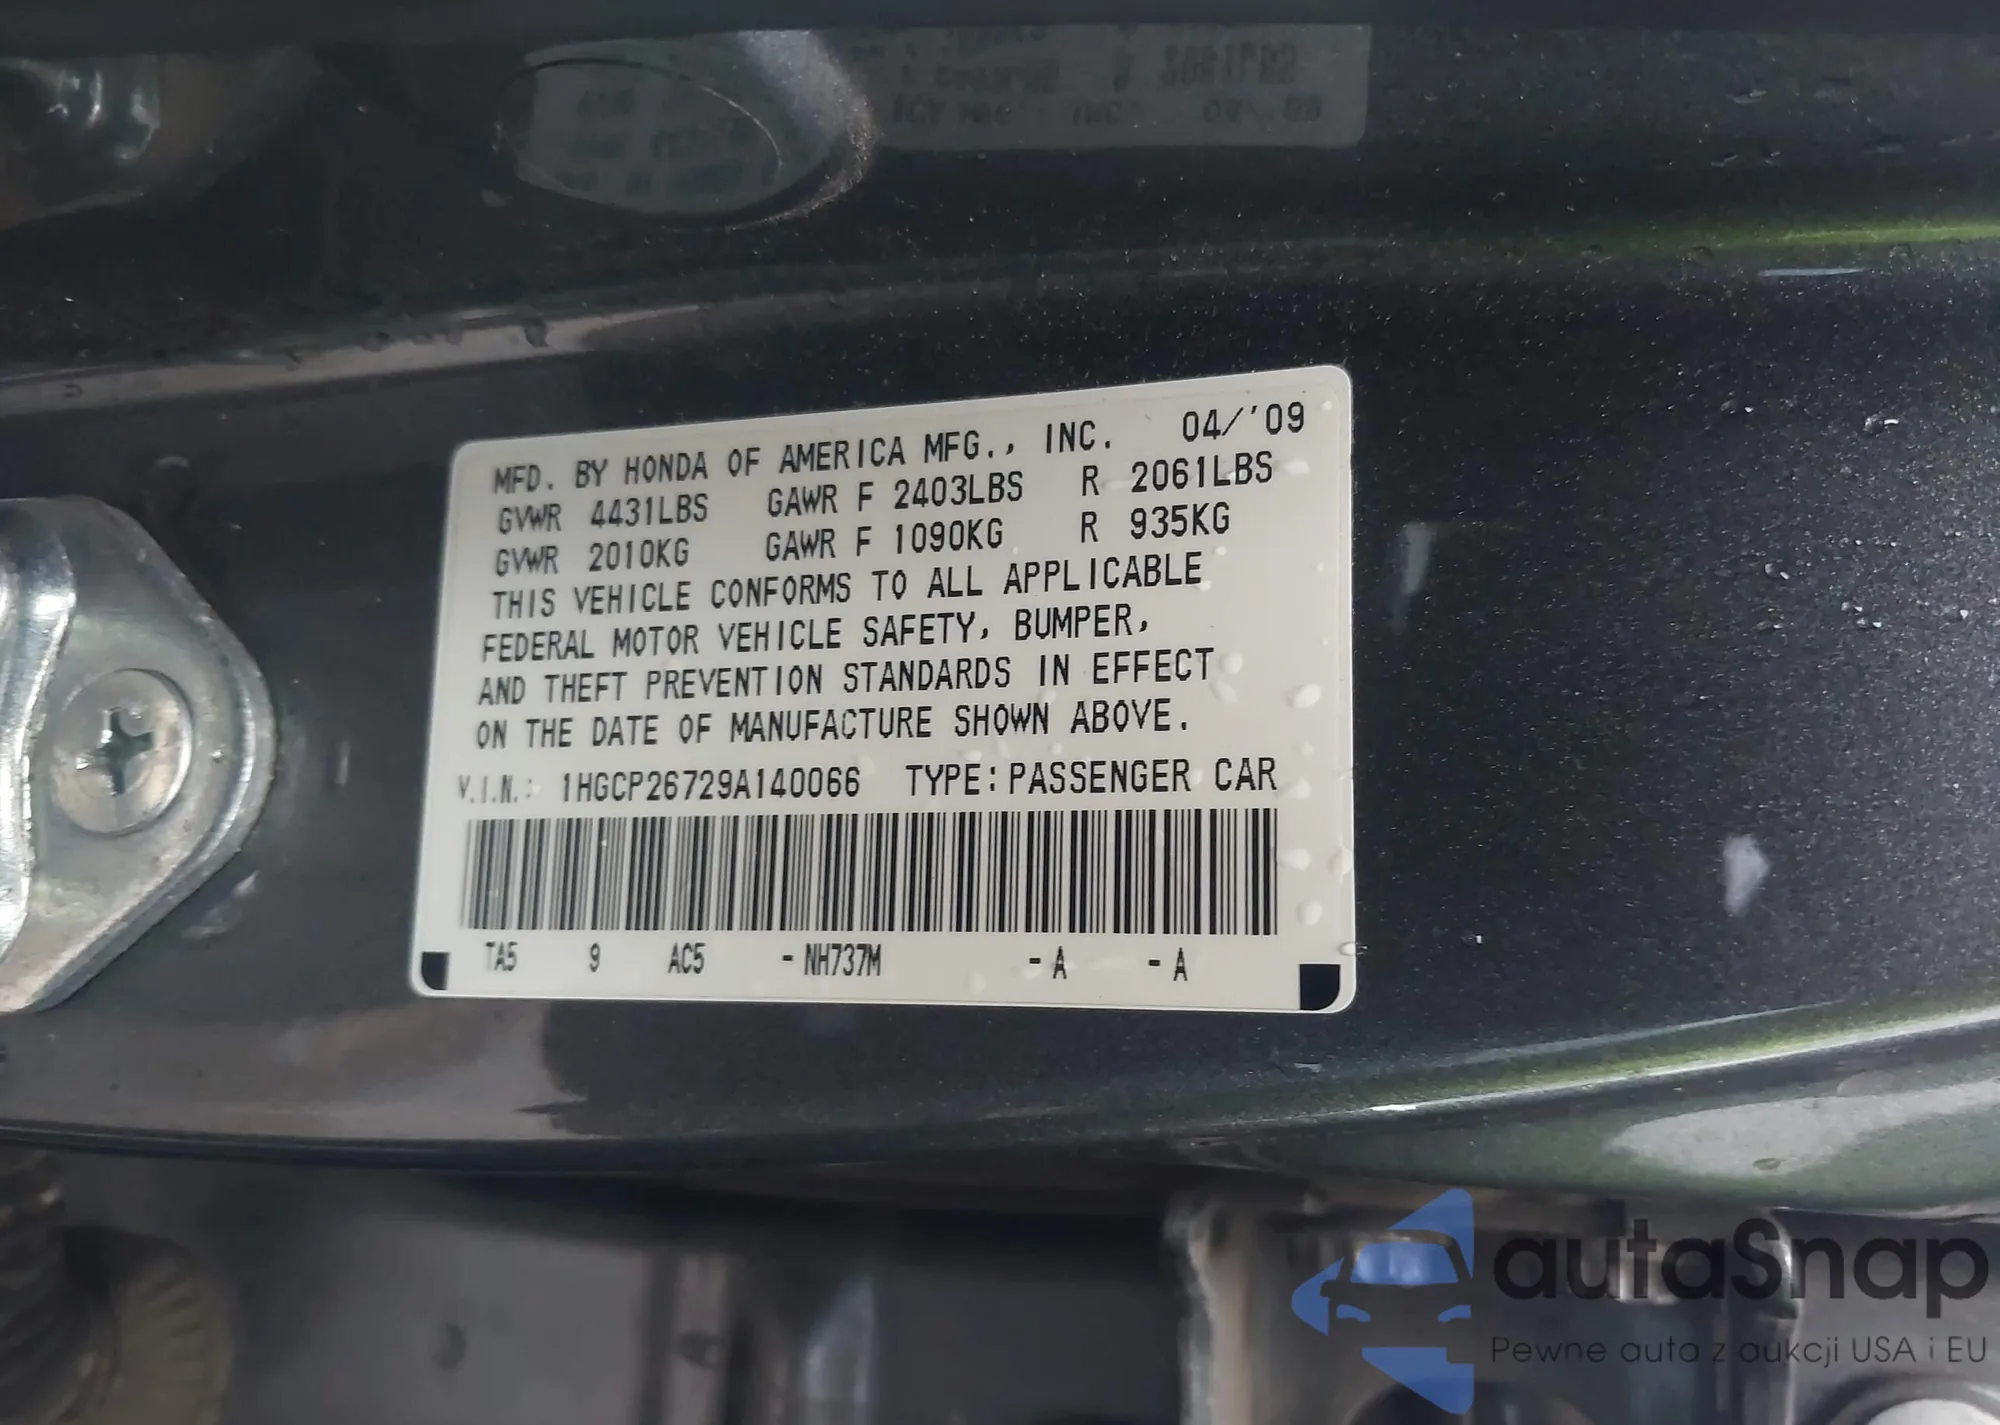 MFD. BY HONDA OF AMERICA MFG., INC. 04/'09
GVWR 4431LBS GAWR F 2403LBS R 2061LBS
GVWR 2010KG GAWR F 1090KG R 935KG
THIS VEHICLE CONFORMS TO ALL APPLICABLE
FEDERAL MOTOR VEHICLE SAFETY, BUMPER,
AND THEFT PREVENTION STANDARDS IN EFFECT
ON THE DATE OF MANUFACTURE SHOWN ABOVE.
V.I.N.: 1HGCP26729A140066 TYPE: PASSENGER CAR
TA5 9 AC5 - NH737M - A - A
autaSnap
Pewne auta z aukcji USA i EU